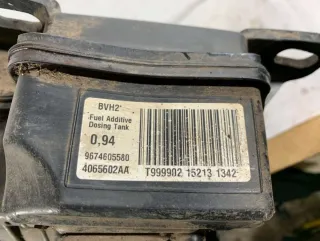 BVH2
Fuel Additive
Dosing Tank
0,94
9674605580
4065602AA
T999902 15213 1342